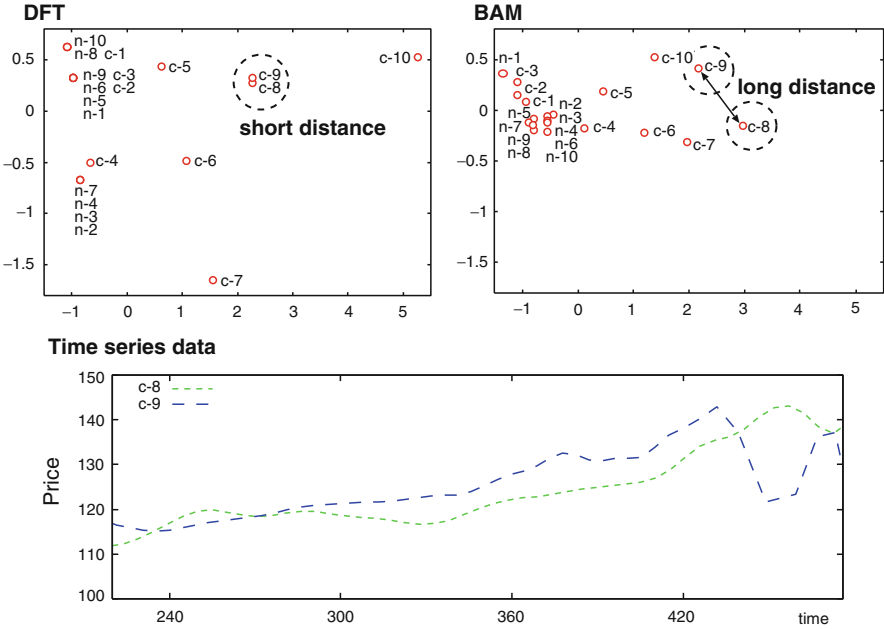 DFT
0.5
0
−0.5
−1
−1.5
n-10
n-8 c-1
n-9 c-3
n-6 c-2
n-5
n-1
c-5
c-9
c-8
c-10
short distance
c-4
c-6
n-7
n-4
n-3
n-2
c-7
−1 0 1 2 3 4 5
BAM
0.5
0
−0.5
−1
−1.5
n-1
c-3
c-2
c-1
n-5
n-7
n-9
n-8
n-2
n-3
n-4
n-6
n-10
c-4
c-5
c-10
c-9
long distance
c-8
c-6
c-7
−1 0 1 2 3 4 5
Time series data
150
140
130
120
110
100
Price
c-8
c-9
240 300 360 420 time